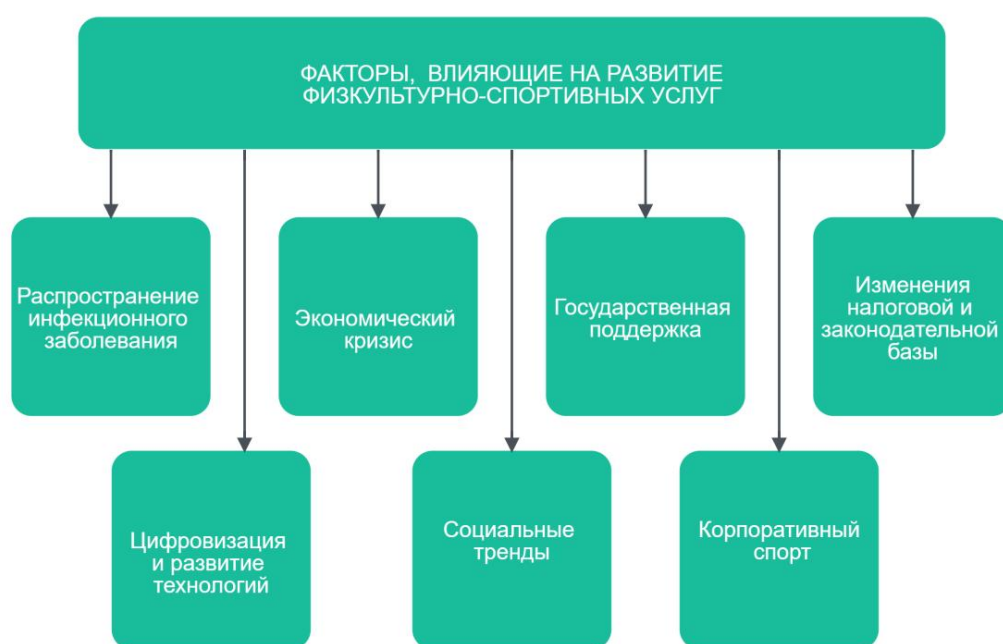 ФАКТОРЫ, ВЛИЯЮЩИЕ НА РАЗВИТИЕ
ФИЗКУЛЬТУРНО-СПОРТИВНЫХ УСЛУГ
Распространение
инфекционного
заболевания
Экономический
кризис
Государственная
поддержка
Изменения
налоговой и
законодательной
базы
Цифровизация
и развитие
технологий
Социальные
тренды
Корпоративный
спорт